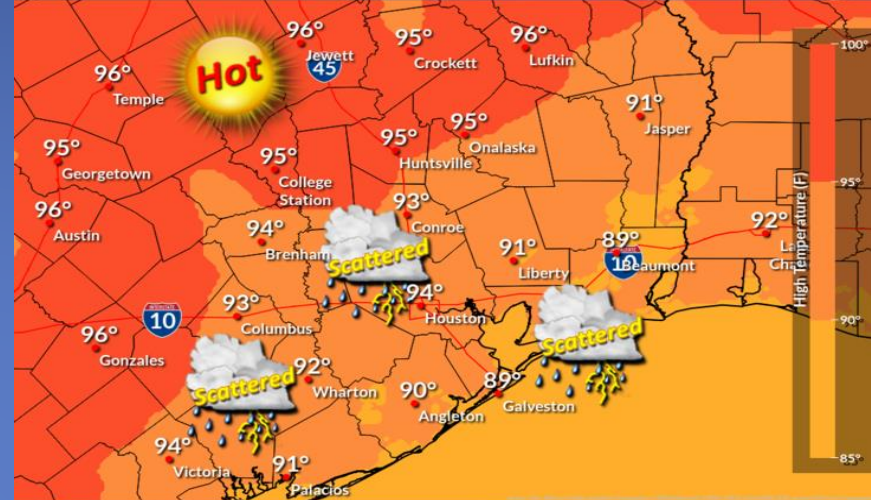 96°
Jewett
45
95°
Crockett
96°
Lufkin
100°
Hot
96°
Temple
91°
Jasper
95°
Onalaska
95°
Huntsville
95°
Georgetown
95°
College
Station
95°
High Temperature (F)
96°
Austin
93°
Conroe
94°
Brenham
Scattered
91°
Liberty
89°
Beaumont
10
92°
93°
Columbus
94°
Houston
10
90°
96°
Gonzales
Scattered
Scattered
92°
Wharton
90°
Angleton
89°
Galveston
94°
Victoria
91°
Palacios
85°